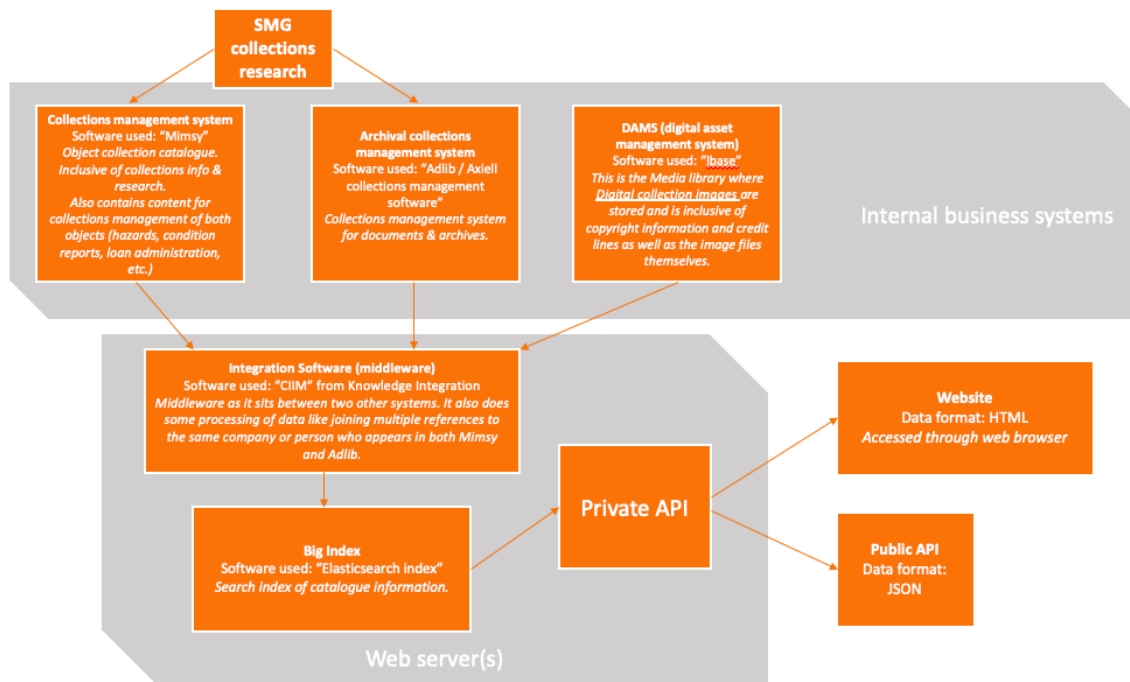 SMG
collections
research
Collections management system
Software used: “Mimsy”
Object collection catalogue.
Inclusive of collections info &
research.
Also contains content for
collections management of both
objects (hazards, condition
reports, loan administration,
etc.)
Archival collections
management system
Software used: “Adlib / Axiell
collections management
software”
Collections management system
for documents & archives.
DAMS (digital asset
management system)
Software used: “Ibase”
This is the Media library where
Digital collection images are
stored and is inclusive of
copyright information and credit
lines as well as the image files
themselves.
Internal business systems
Integration Software (middleware)
Software used: “CIIM” from Knowledge Integration
Middleware as it sits between two other systems. It also does
some processing of data like joining multiple references to
the same company or person who appears in both Mimsy
and Adlib.
Website
Data format: HTML
Accessed through web browser
Private API
Big Index
Software used: “Elasticsearch index”
Search index of catalogue information.
Public API
Data format:
JSON
Web server(s)